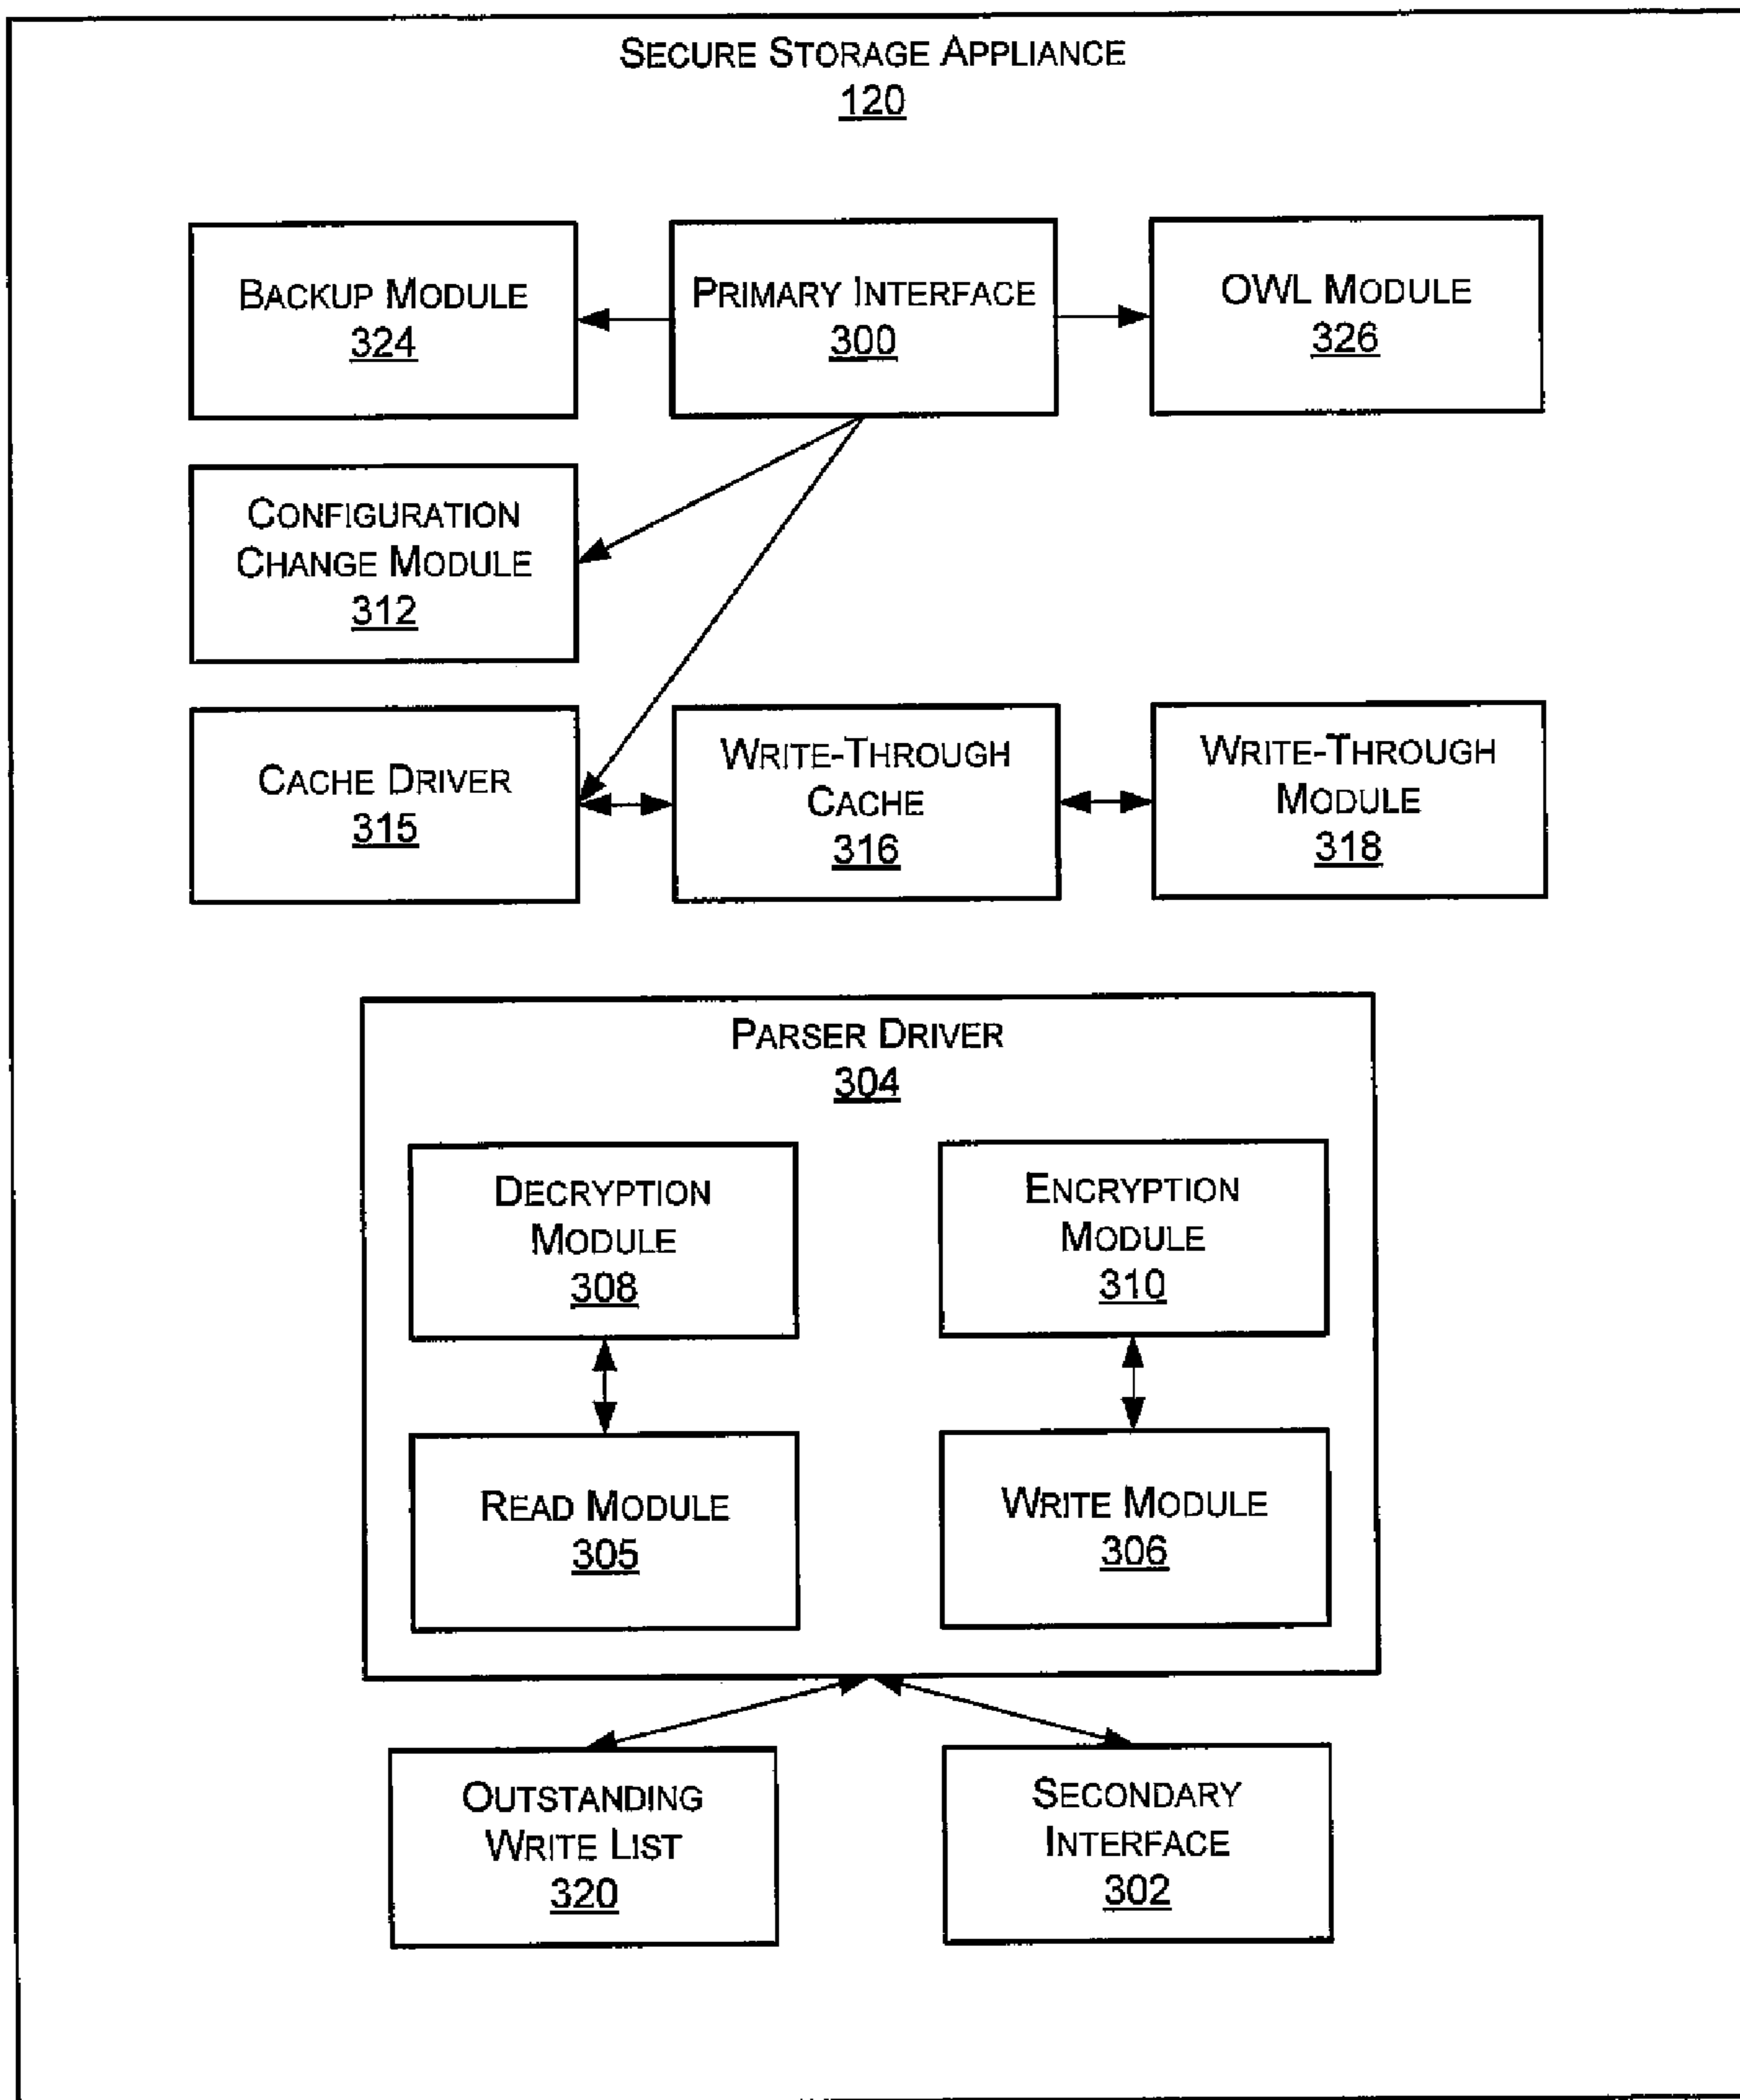 SECURE STORAGE APPLIANCE
120
BACKUP MODULE
324
PRIMARY INTERFACE
300
OWL MODULE
326
CONFIGURATION
CHANGE MODULE
312
CACHE DRIVER
315
WRITE-THROUGH
CACHE
316
WRITE-THROUGH
MODULE
318
PARSER DRIVER
304
DECRYPTION
MODULE
308
ENCRYPTION
MODULE
310
READ MODULE
305
WRITE MODULE
306
OUTSTANDING
WRITE LIST
320
SECONDARY
INTERFACE
302